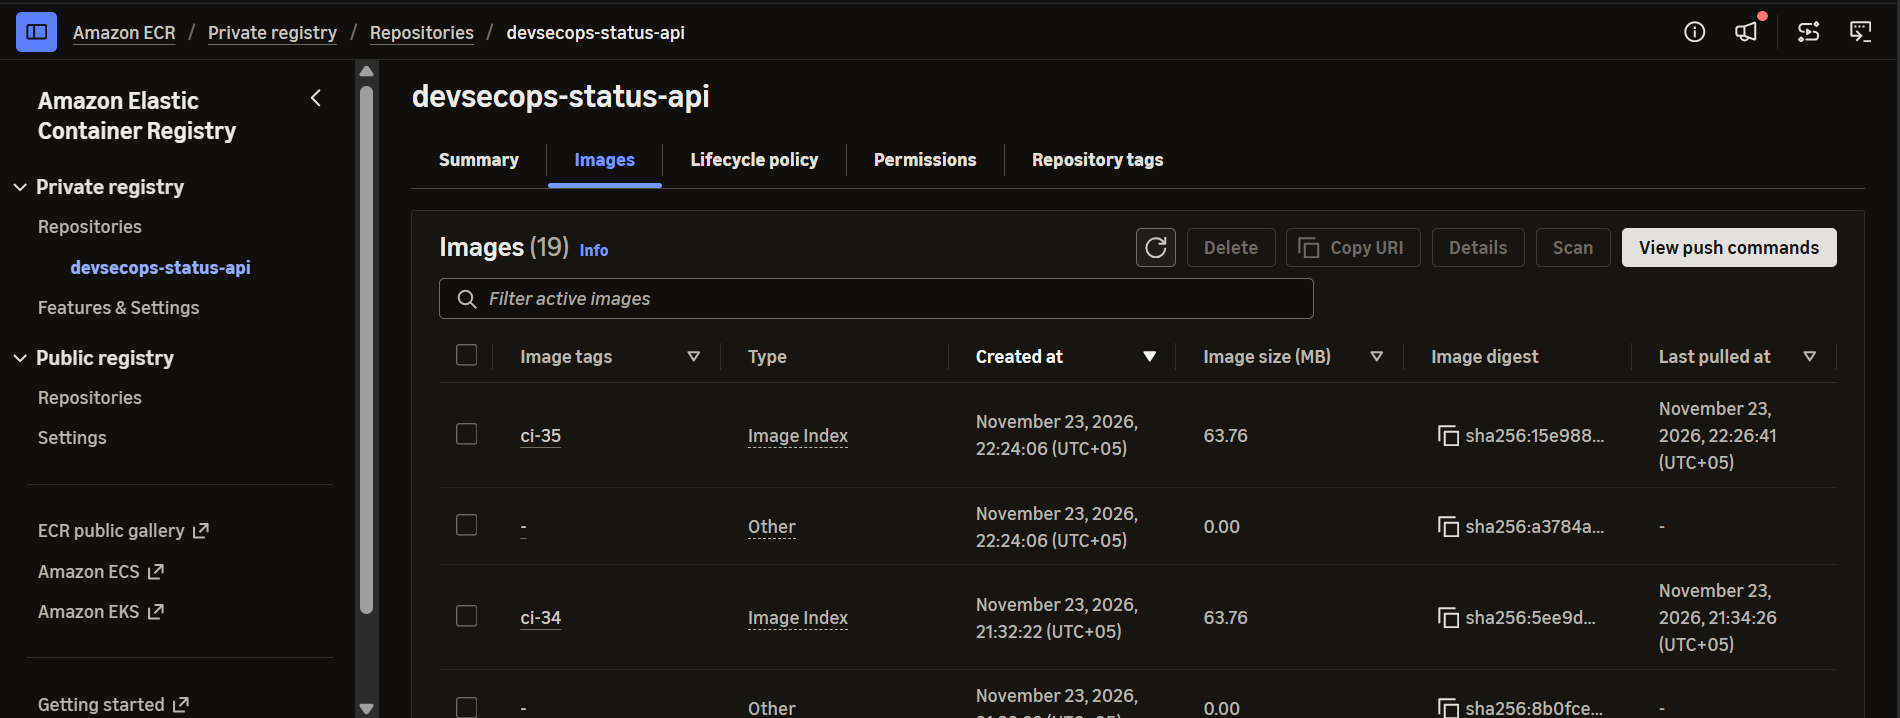 Amazon ECR / Private registry / Repositories / devsecops-status-api
Amazon Elastic
Container Registry
Private registry
Repositories
devsecops-status-api
Features & Settings
Public registry
Repositories
Settings
ECR public gallery
Amazon ECS
Amazon EKS
Getting started
devsecops-status-api
Summary
Images
Lifecycle policy
Permissions
Repository tags
Images (19) Info
Delete
Copy URI
Details
Scan
View push commands
Filter active images
Image tags
Type
Created at
Image size (MB)
Image digest
Last pulled at
ci-35
Image Index
November 23, 2026,
22:24:06 (UTC+05)
63.76
sha256:15e988...
November 23,
2026, 22:26:41
(UTC+05)
-
Other
November 23, 2026,
22:24:06 (UTC+05)
0.00
sha256:a3784a...
-
ci-34
Image Index
November 23, 2026,
21:32:22 (UTC+05)
63.76
sha256:5ee9d...
November 23,
2026, 21:34:26
(UTC+05)
-
Other
November 23, 2026,
0.00
sha256:8b0fce...
-